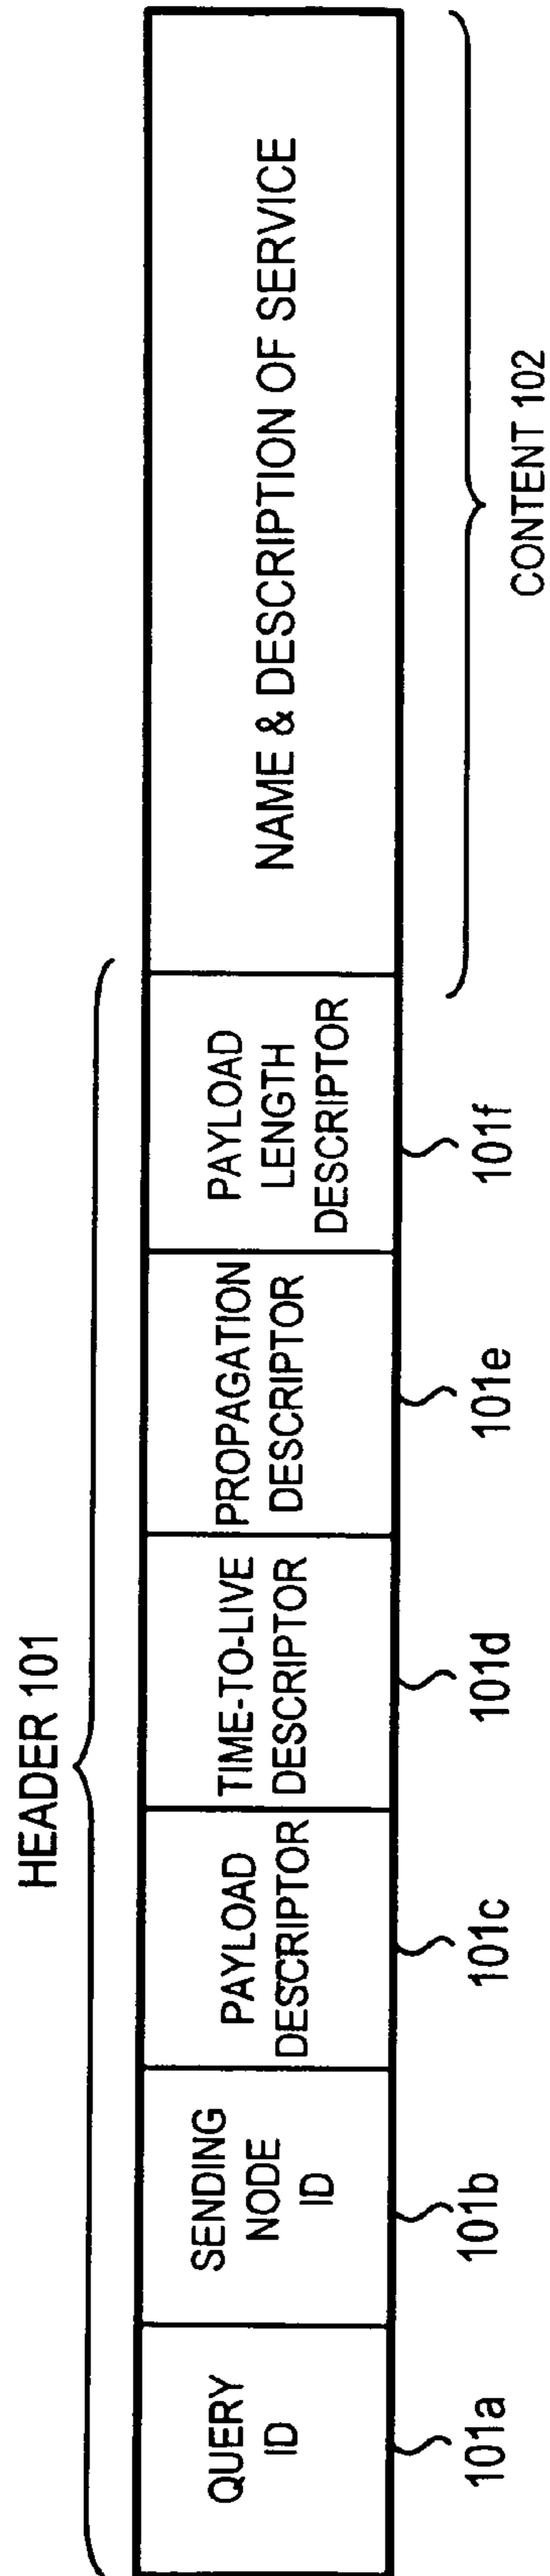 HEADER 101
QUERY
ID
SENDING
NODE
ID
PAYLOAD
DESCRIPTOR
TIME-TO-LIVE
DESCRIPTOR
PROPAGATION
DESCRIPTOR
PAYLOAD
LENGTH
DESCRIPTOR
NAME & DESCRIPTION OF SERVICE
101a
101b
101c
101d
101e
101f
CONTENT 102